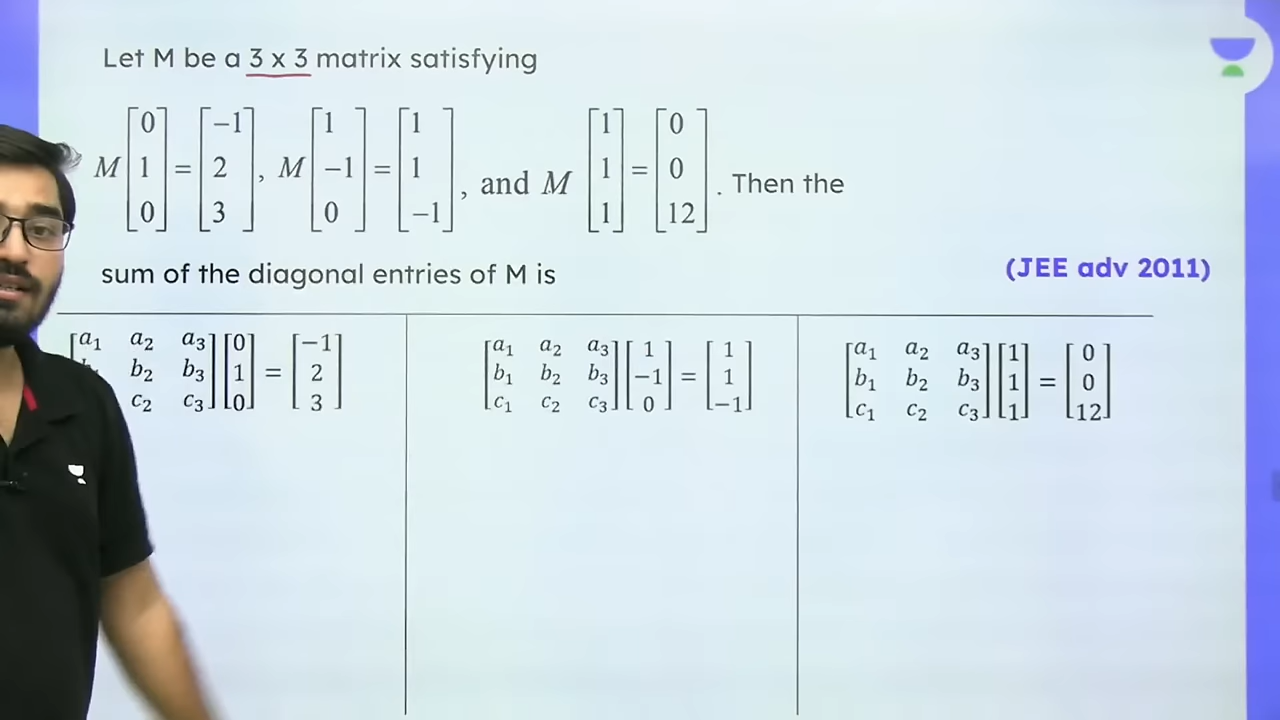 Let M be a 3 x 3 matrix satisfying
M [0 1 0] = [−1 2 3], M [1 −1 0] = [1 1 −1], and M [1 1 1] = [0 0 12]. Then the
sum of the diagonal entries of M is
(JEE adv 2011)
[a₁ a₂ a₃] [0] = [−1]
b₂ b₃] [1] = [2]
c₂ c₃] [0] = [3]
[a₁ a₂ a₃] [1] = [1]
[b₁ b₂ b₃] [−1] = [1]
[c₁ c₂ c₃] [0] = [−1]
[a₁ a₂ a₃] [1] = [0]
[b₁ b₂ b₃] [1] = [0]
[c₁ c₂ c₃] [1] = [12]